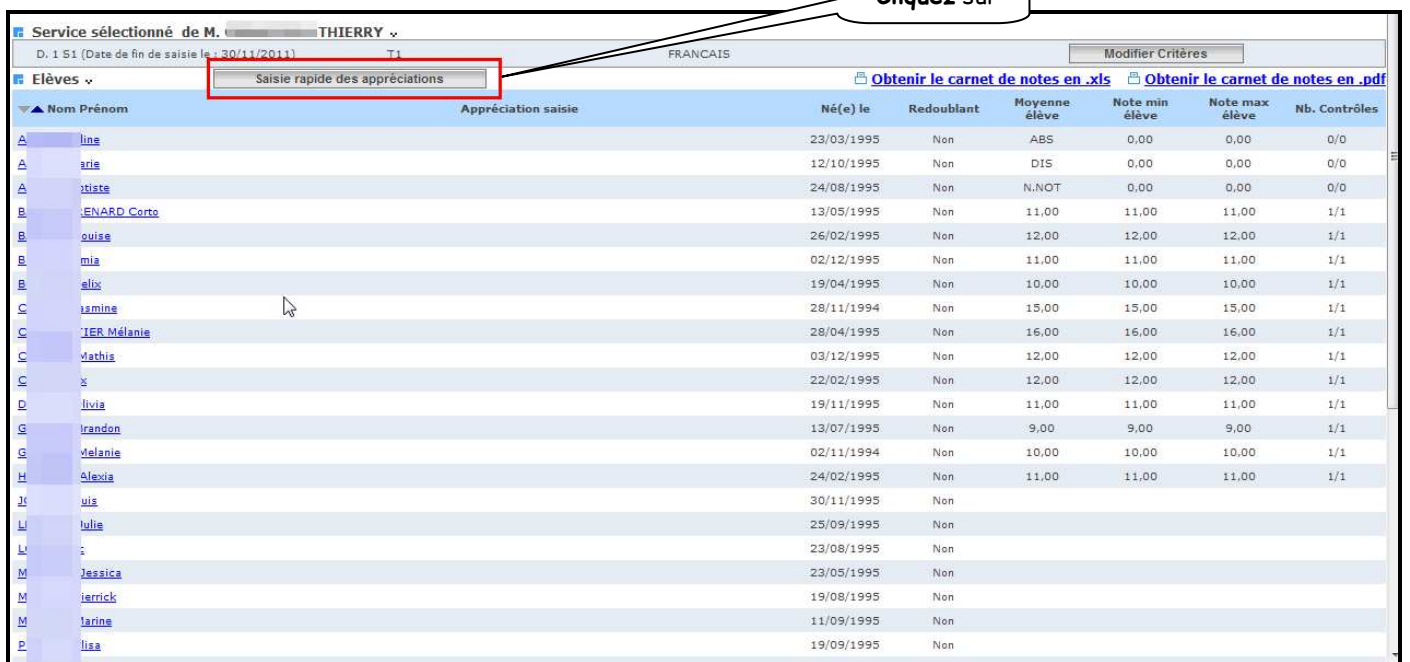 Cliquez sur
Service sélectionné de M. THIERRY
D. 1 S1 (Date de fin de saisie le : 30/11/2011) T1 FRANCAIS Modifier Critères
Elèves Saisie rapide des appréciations Obtenir le carnet de notes en .xls Obtenir le carnet de notes en .pdf
Nom Prénom Appréciation saisie Né(e) le Redoublant Moyenne élève Note min élève Note max élève Nb. Contrôles
A line 23/03/1995 Non ABS 0,00 0,00 0/0
A arie 12/10/1995 Non DIS 0,00 0,00 0/0
A ptiste 24/08/1995 Non N.NOT 0,00 0,00 0/0
B ENARD Corto 13/05/1995 Non 11,00 11,00 11,00 1/1
B ouise 26/02/1995 Non 12,00 12,00 12,00 1/1
B mia 02/12/1995 Non 11,00 11,00 11,00 1/1
B elix 19/04/1995 Non 10,00 10,00 10,00 1/1
C asmine 28/11/1994 Non 15,00 15,00 15,00 1/1
C TIER Mélanie 28/04/1995 Non 16,00 16,00 16,00 1/1
C Mathis 03/12/1995 Non 12,00 12,00 12,00 1/1
C x 22/02/1995 Non 12,00 12,00 12,00 1/1
D livia 19/11/1995 Non 11,00 11,00 11,00 1/1
G Brandon 13/07/1995 Non 9,00 9,00 9,00 1/1
G Melanie 02/11/1994 Non 10,00 10,00 10,00 1/1
H Alexia 24/02/1995 Non 11,00 11,00 11,00 1/1
JO uis 30/11/1995 Non
LE Julie 25/09/1995 Non
LU c 23/08/1995 Non
M Jessica 23/05/1995 Non
M ierrick 19/08/1995 Non
M Marine 11/09/1995 Non
P lisa 19/09/1995 Non